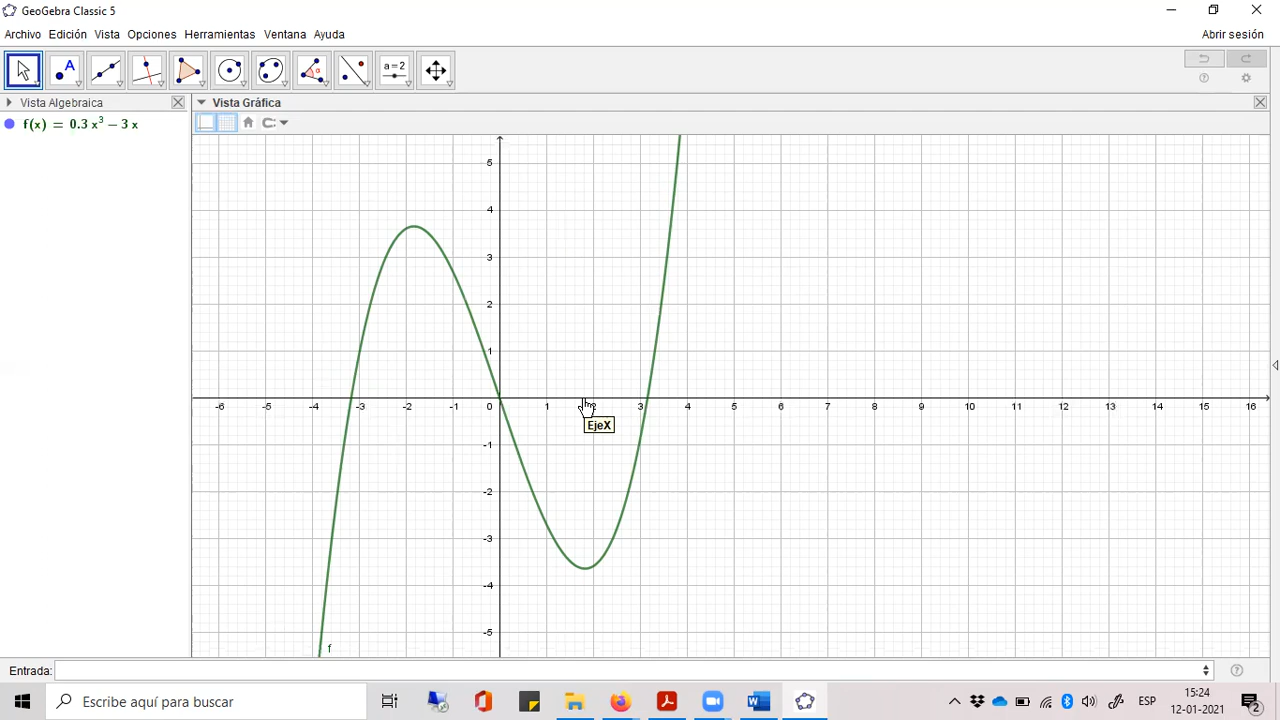 GeoGebra Classic 5
Archivo Edición Vista Opciones Herramientas Ventana Ayuda Abrir sesión
A α a = 2
Vista Algebraica
Vista Gráfica
f(x) = 0.3 x³ − 3 x
5
4
3
2
1
-6 -5 -4 -3 -2 -1 0 1 2 3 4 5 6 7 8 9 10 11 12 13 14 15 16
EjeX
-1
-2
-3
-4
-5
f
Entrada:
Escribe aquí para buscar
ESP
15:24
12-01-2021
2